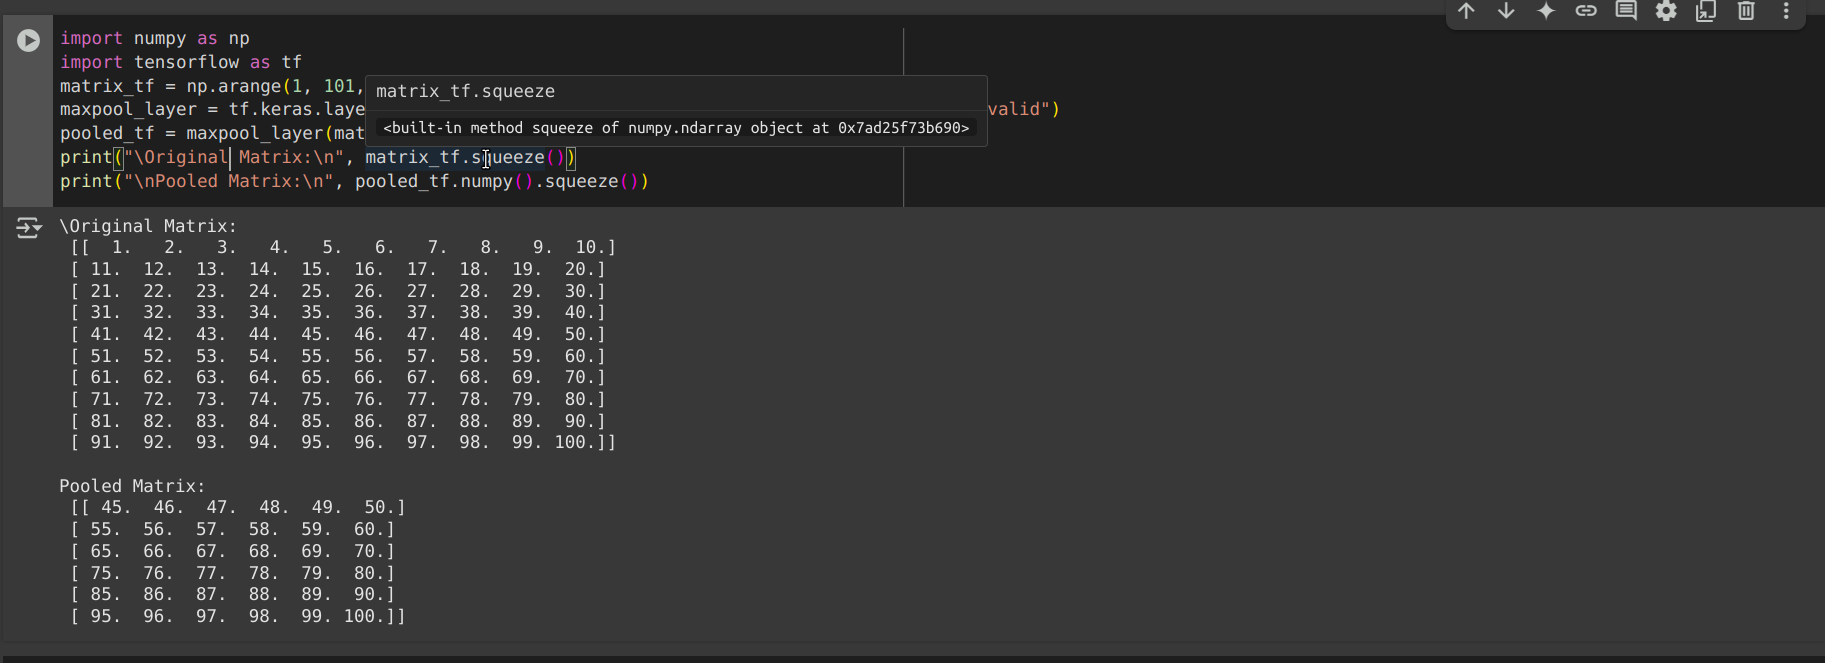 import numpy as np
import tensorflow as tf
matrix_tf = np.arange(1, 101,
matrix_tf.squeeze
maxpool_layer = tf.keras.laye valid")
<built-in method squeeze of numpy.ndarray object at 0x7ad25f73b690>
pooled_tf = maxpool_layer(mat
print("\Original Matrix:\n", matrix_tf.squeeze())
print("\nPooled Matrix:\n", pooled_tf.numpy().squeeze())
\Original Matrix:
[[  1.   2.   3.   4.   5.   6.   7.   8.   9.  10.]
[ 11.  12.  13.  14.  15.  16.  17.  18.  19.  20.]
[ 21.  22.  23.  24.  25.  26.  27.  28.  29.  30.]
[ 31.  32.  33.  34.  35.  36.  37.  38.  39.  40.]
[ 41.  42.  43.  44.  45.  46.  47.  48.  49.  50.]
[ 51.  52.  53.  54.  55.  56.  57.  58.  59.  60.]
[ 61.  62.  63.  64.  65.  66.  67.  68.  69.  70.]
[ 71.  72.  73.  74.  75.  76.  77.  78.  79.  80.]
[ 81.  82.  83.  84.  85.  86.  87.  88.  89.  90.]
[ 91.  92.  93.  94.  95.  96.  97.  98.  99. 100.]]
Pooled Matrix:
[[ 45.  46.  47.  48.  49.  50.]
[ 55.  56.  57.  58.  59.  60.]
[ 65.  66.  67.  68.  69.  70.]
[ 75.  76.  77.  78.  79.  80.]
[ 85.  86.  87.  88.  89.  90.]
[ 95.  96.  97.  98.  99. 100.]]